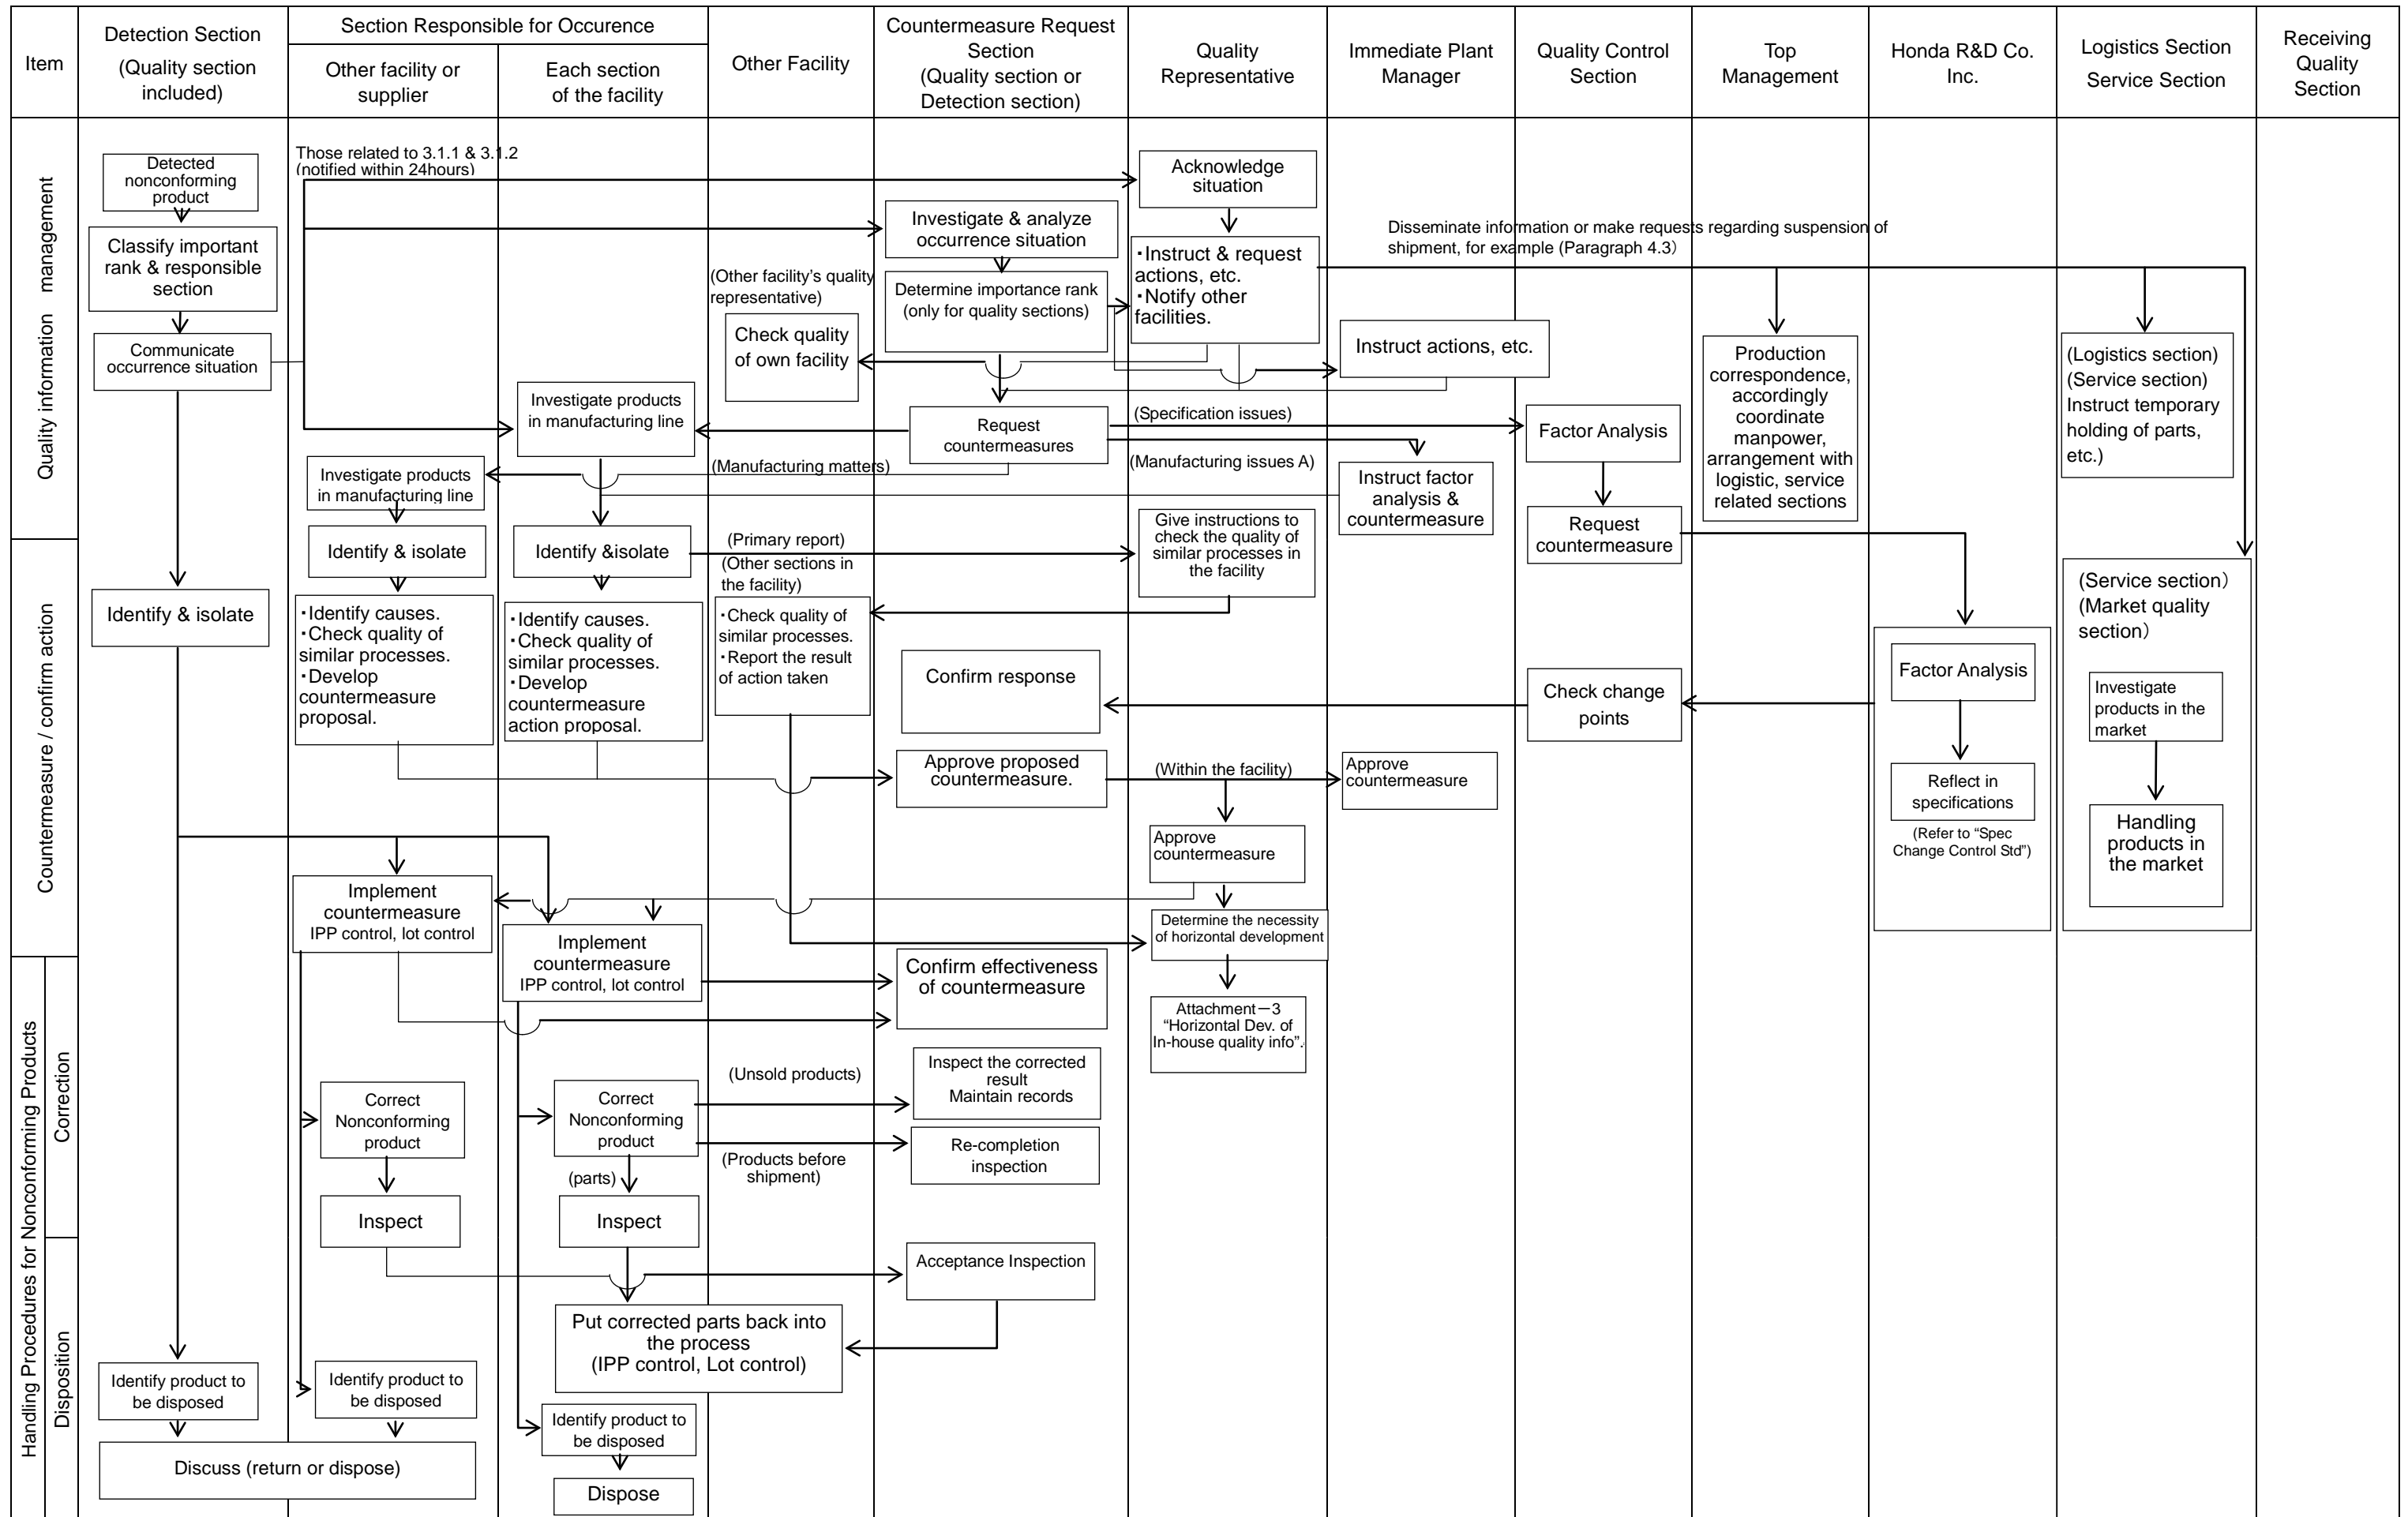 Item
Detection Section
(Quality section
included)
Section Responsible for Occurence
Other facility or
supplier
Each section
of the facility
Other Facility
Countermeasure Request
Section
(Quality section or
Detection section)
Quality
Representative
Immediate Plant
Manager
Quality Control
Section
Top
Management
Honda R&D Co.
Inc.
Logistics Section
Service Section
Receiving
Quality
Section
Quality information management
Detected
nonconforming
product
Classify important
rank & responsible
section
Communicate
occurrence situation
Those related to 3.1.1 & 3.1.2
(notified within 24hours)
Acknowledge
situation
Investigate & analyze
occurrence situation
Disseminate information or make requests regarding suspension of
shipment, for example (Paragraph 4.3)
・Instruct & request
actions, etc.
・Notify other
facilities.
(Other facility's quality
representative)
Determine importance rank
(only for quality sections)
Check quality
of own facility
Instruct actions, etc.
Production
correspondence,
accordingly
coordinate
manpower,
arrangement with
logistic, service
related sections
(Logistics section)
(Service section)
Instruct temporary
holding of parts,
etc.)
Investigate products
in manufacturing line
Request
countermeasures
(Specification issues)
Factor Analysis
(Manufacturing matters)
(Manufacturing issues A)
Investigate products
in manufacturing line
Instruct factor
analysis &
countermeasure
Request
countermeasure
Give instructions to
check the quality of
similar processes in
the facility
Countermeasure / confirm action
Identify & isolate
Identify &isolate
(Primary report)
(Other sections in
the facility)
Identify & isolate
・Identify causes.
・Check quality of
similar processes.
・Develop
countermeasure
proposal.
・Identify causes.
・Check quality of
similar processes.
・Develop
countermeasure
action proposal.
・Check quality of
similar processes.
・Report the result
of action taken
Confirm response
Check change
points
Factor Analysis
Reflect in
specifications
(Refer to “Spec
Change Control Std”)
(Service section)
(Market quality
section)
Investigate
products in the
market
Handling
products in
the market
Approve proposed
countermeasure.
(Within the facility)
Approve
countermeasure
Approve
countermeasure
Implement
countermeasure
IPP control, lot control
Implement
countermeasure
IPP control, lot control
Determine the necessity
of horizontal development
Handling Procedures for Nonconforming Products
Correction
Confirm effectiveness
of countermeasure
Attachment－3
“Horizontal Dev. of
In-house quality info”.
Correct
Nonconforming
product
Correct
Nonconforming
product
(Unsold products)
Inspect the corrected
result
Maintain records
(Products before
shipment)
Re-completion
inspection
(parts)
Inspect
Inspect
Disposition
Acceptance Inspection
Put corrected parts back into
the process
(IPP control, Lot control)
Identify product to
be disposed
Identify product to
be disposed
Identify product to
be disposed
Discuss (return or dispose)
Dispose